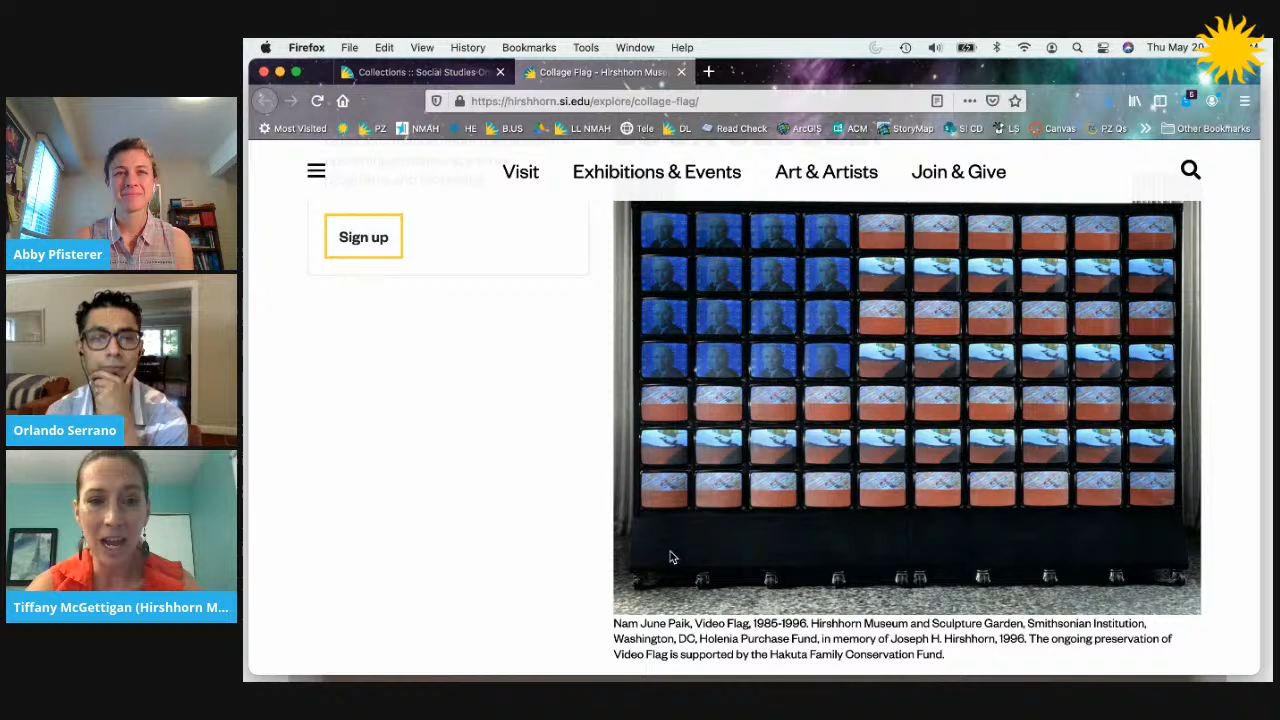 Firefox File Edit View History Bookmarks Tools Window Help Thu May 20
Collections :: Social Studies On
Collage Flag - Hirshhorn Muse
https://hirshhorn.si.edu/explore/collage-flag/
Most Visited PZ NMAH HE B.US LL NMAH Tele DL Read Check ArcGIS ACM StoryMap SI CD LS Canvas PZ Qs Other Bookmarks
Visit Exhibitions & Events Art & Artists Join & Give
Sign up
Abby Pfisterer
Orlando Serrano
Tiffany McGettigan (Hirshhorn M...
Nam June Paik, Video Flag, 1985-1996. Hirshhorn Museum and Sculpture Garden, Smithsonian Institution,
Washington, DC, Holenia Purchase Fund, in memory of Joseph H. Hirshhorn, 1996. The ongoing preservation of
Video Flag is supported by the Hakuta Family Conservation Fund.